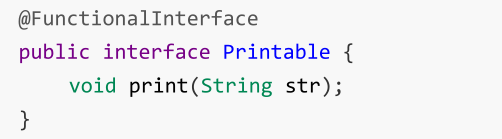 @FunctionalInterface
public interface Printable {
    void print(String str);
}